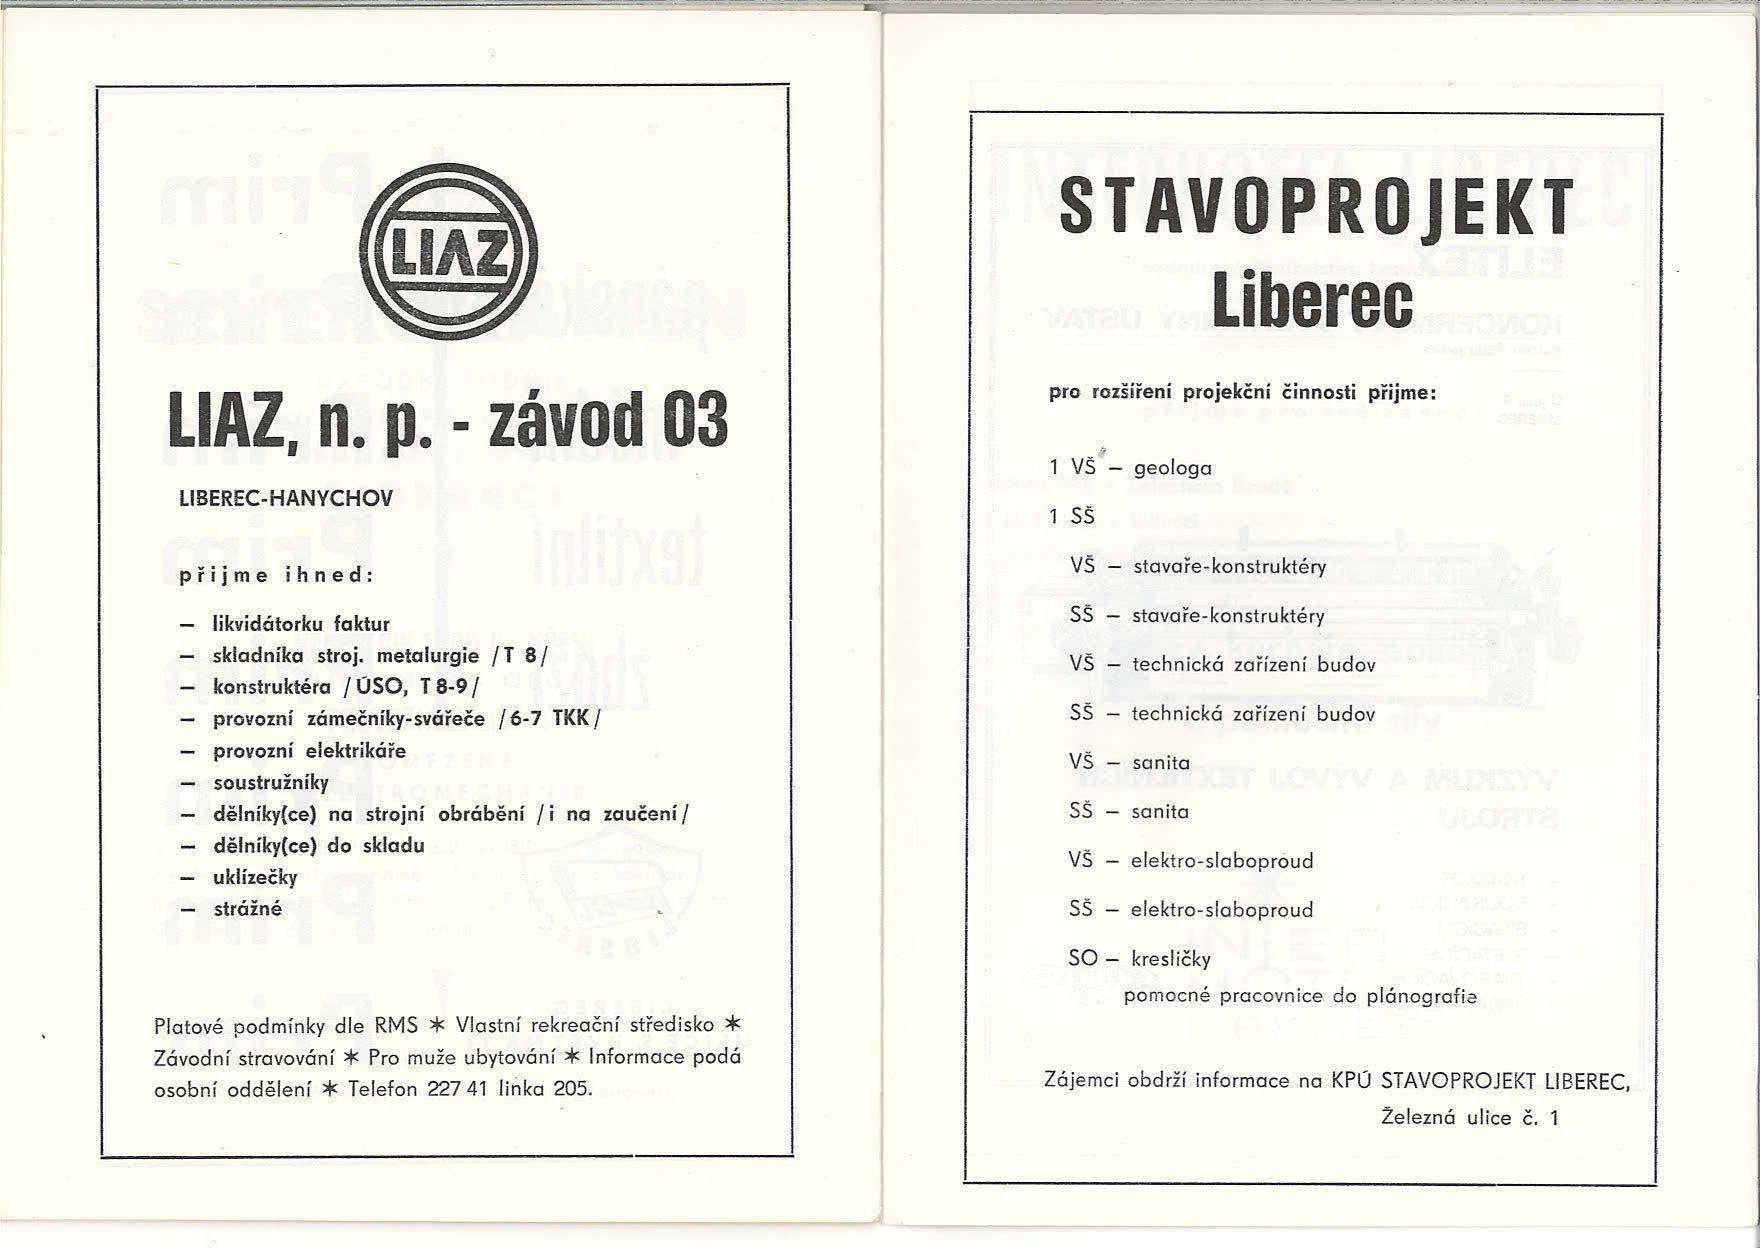 LIAZ
LIAZ, n. p. - závod 03
LIBEREC-HANYCHOV
přijme ihned:
— likvidátorku faktur
— skladníka stroj. metalurgie /T 8/
— konstruktéra /ÚSO, T 8-9/
— provozní zámečníky-svářeče /6-7 TKK/
— provozní elektrikáře
— soustružníky
— dělníky(ce) na strojní obrábění /i na zaučení/
— dělníky(ce) do skladu
— uklízečky
— strážné
Platové podmínky dle RMS ✶ Vlastní rekreační středisko ✶
Závodní stravování ✶ Pro muže ubytování ✶ Informace podá
osobní oddělení ✶ Telefon 227 41 linka 205.
STAVOPROJEKT
Liberec
pro rozšíření projekční činnosti přijme:
1 VŠ — geologa
1 SŠ
VŠ — stavaře-konstruktéry
SŠ — stavaře-konstruktéry
VŠ — technická zařízení budov
SŠ — technická zařízení budov
VŠ — sanita
SŠ — sanita
VŠ — elektro-slaboproud
SŠ — elektro-slaboproud
SO — kresličky
pomocné pracovnice do plánografie
Zájemci obdrží informace na KPÚ STAVOPROJEKT LIBEREC,
Železná ulice č. 1